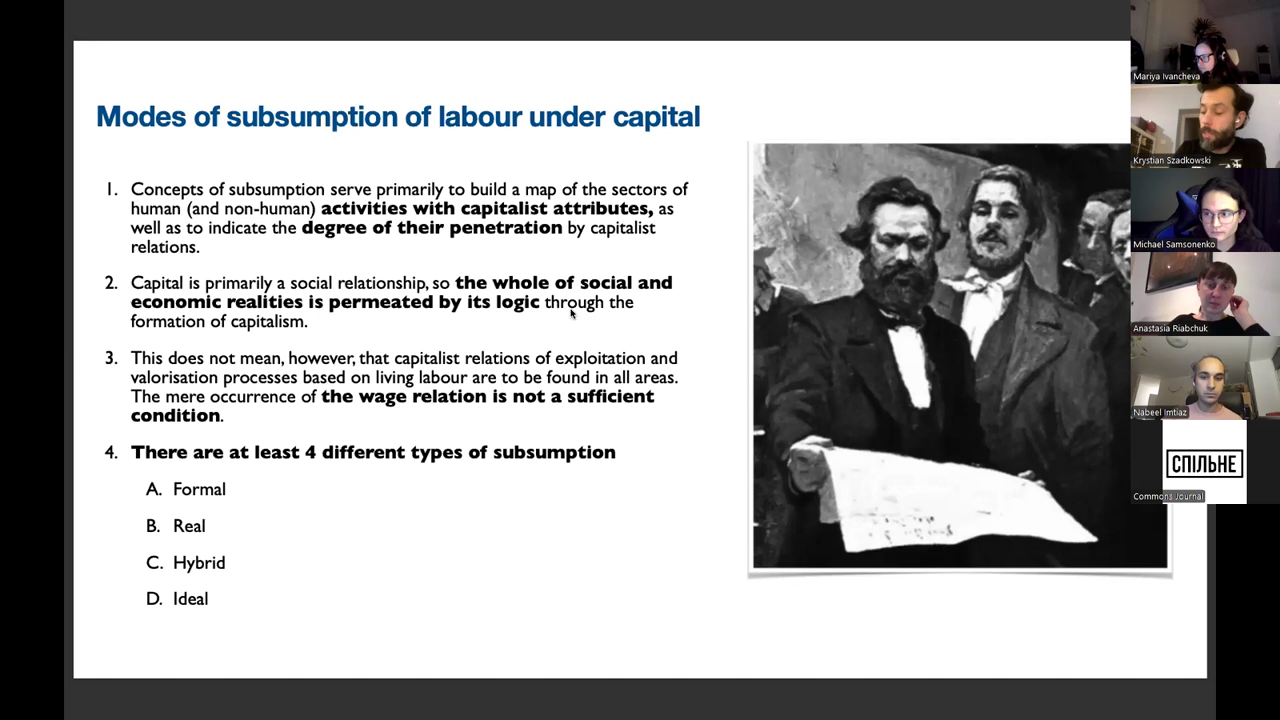 Modes of subsumption of labour under capital
1. Concepts of subsumption serve primarily to build a map of the sectors of
human (and non-human) activities with capitalist attributes, as
well as to indicate the degree of their penetration by capitalist
relations.
2. Capital is primarily a social relationship, so the whole of social and
economic realities is permeated by its logic through the
formation of capitalism.
3. This does not mean, however, that capitalist relations of exploitation and
valorisation processes based on living labour are to be found in all areas.
The mere occurrence of the wage relation is not a sufficient
condition.
4. There are at least 4 different types of subsumption
A. Formal
B. Real
C. Hybrid
D. Ideal
Mariya Ivancheva
Krystian Szadkowski
Michael Samsonenko
Anastasia Riabchuk
Nabeel Imtiaz
СПІЛЬНЕ
Commons Journal